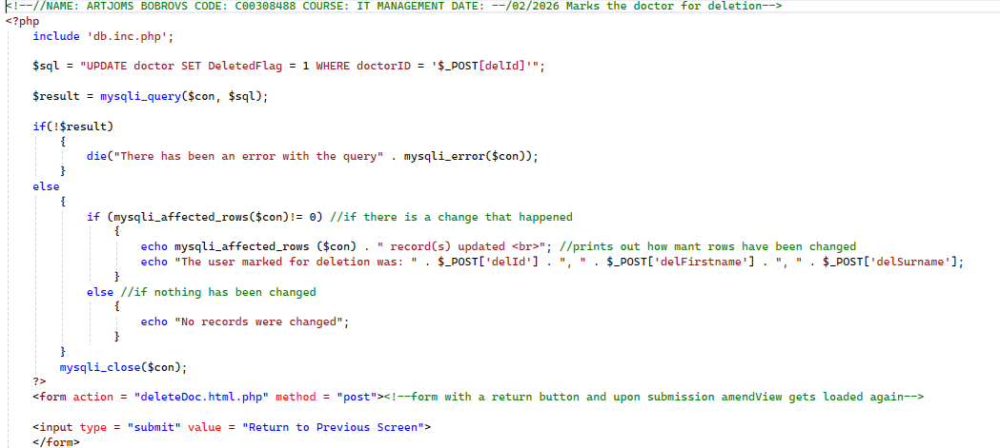 <!--//NAME: ARTJOMS BOBROVS CODE: C00308488 COURSE: IT MANAGEMENT DATE: --/02/2026 Marks the doctor for deletion-->
<?php
include 'db.inc.php';
$sql = "UPDATE doctor SET DeletedFlag = 1 WHERE doctorID = '$_POST[delId]'";
$result = mysqli_query($con, $sql);
if(!$result)
{
die("There has been an error with the query" . mysqli_error($con));
}
else
{
if (mysqli_affected_rows($con)!= 0) //if there is a change that happened
{
echo mysqli_affected_rows ($con) . " record(s) updated <br>"; //prints out how mant rows have been changed
echo "The user marked for deletion was: " . $_POST['delId'] . ", " . $_POST['delFirstname'] . ", " . $_POST['delSurname'];
}
else //if nothing has been changed
{
echo "No records were changed";
}
}
mysqli_close($con);
?>
<form action = "deleteDoc.html.php" method = "post"><!--form with a return button and upon submission amendView gets loaded again-->
<input type = "submit" value = "Return to Previous Screen">
</form>